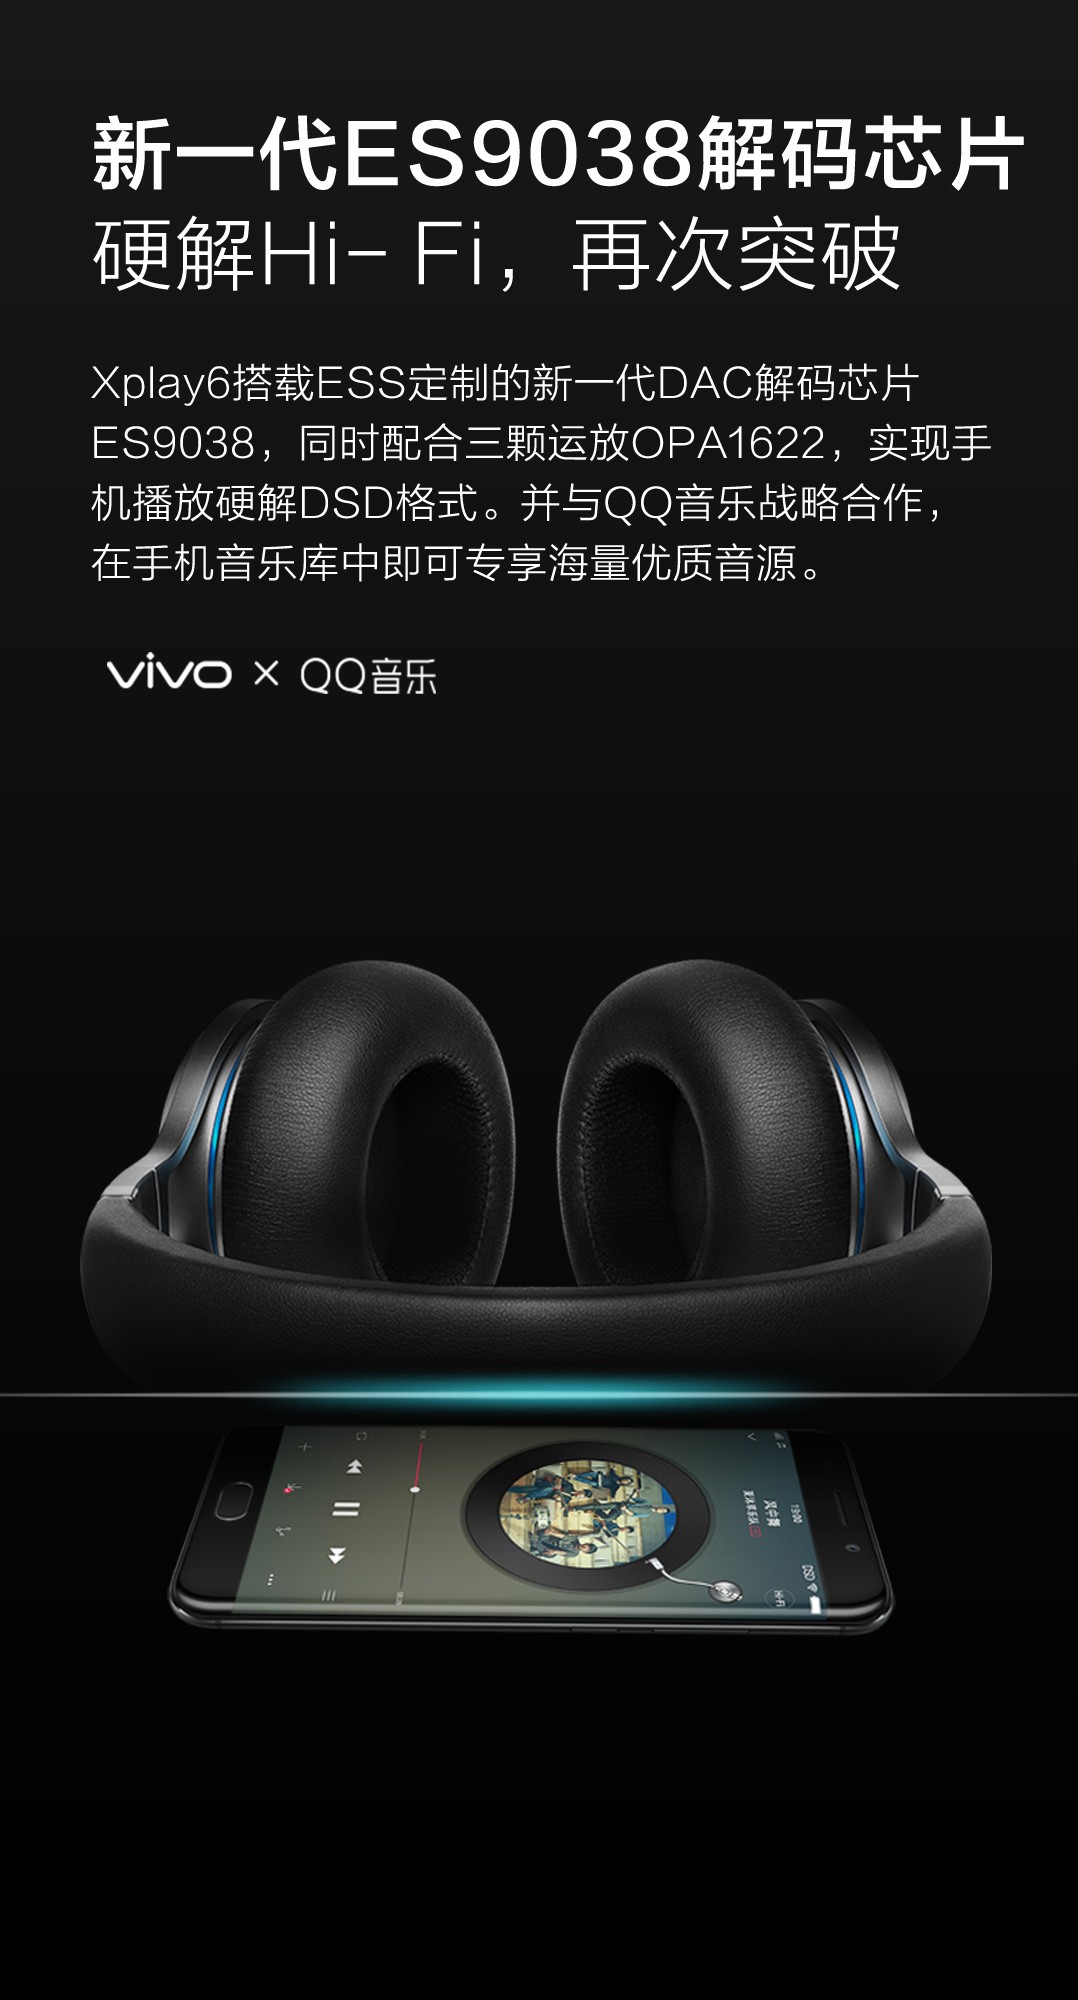 新一代ES9038解码芯片
硬解Hi- Fi，再次突破
Xplay6搭载ESS定制的新一代DAC解码芯片
ES9038，同时配合三颗运放OPA1622，实现手
机播放硬解DSD格式。并与QQ音乐战略合作，
在手机音乐库中即可专享海量优质音源。
vivo × QQ音乐
19:00
DSD
Hi-Fi